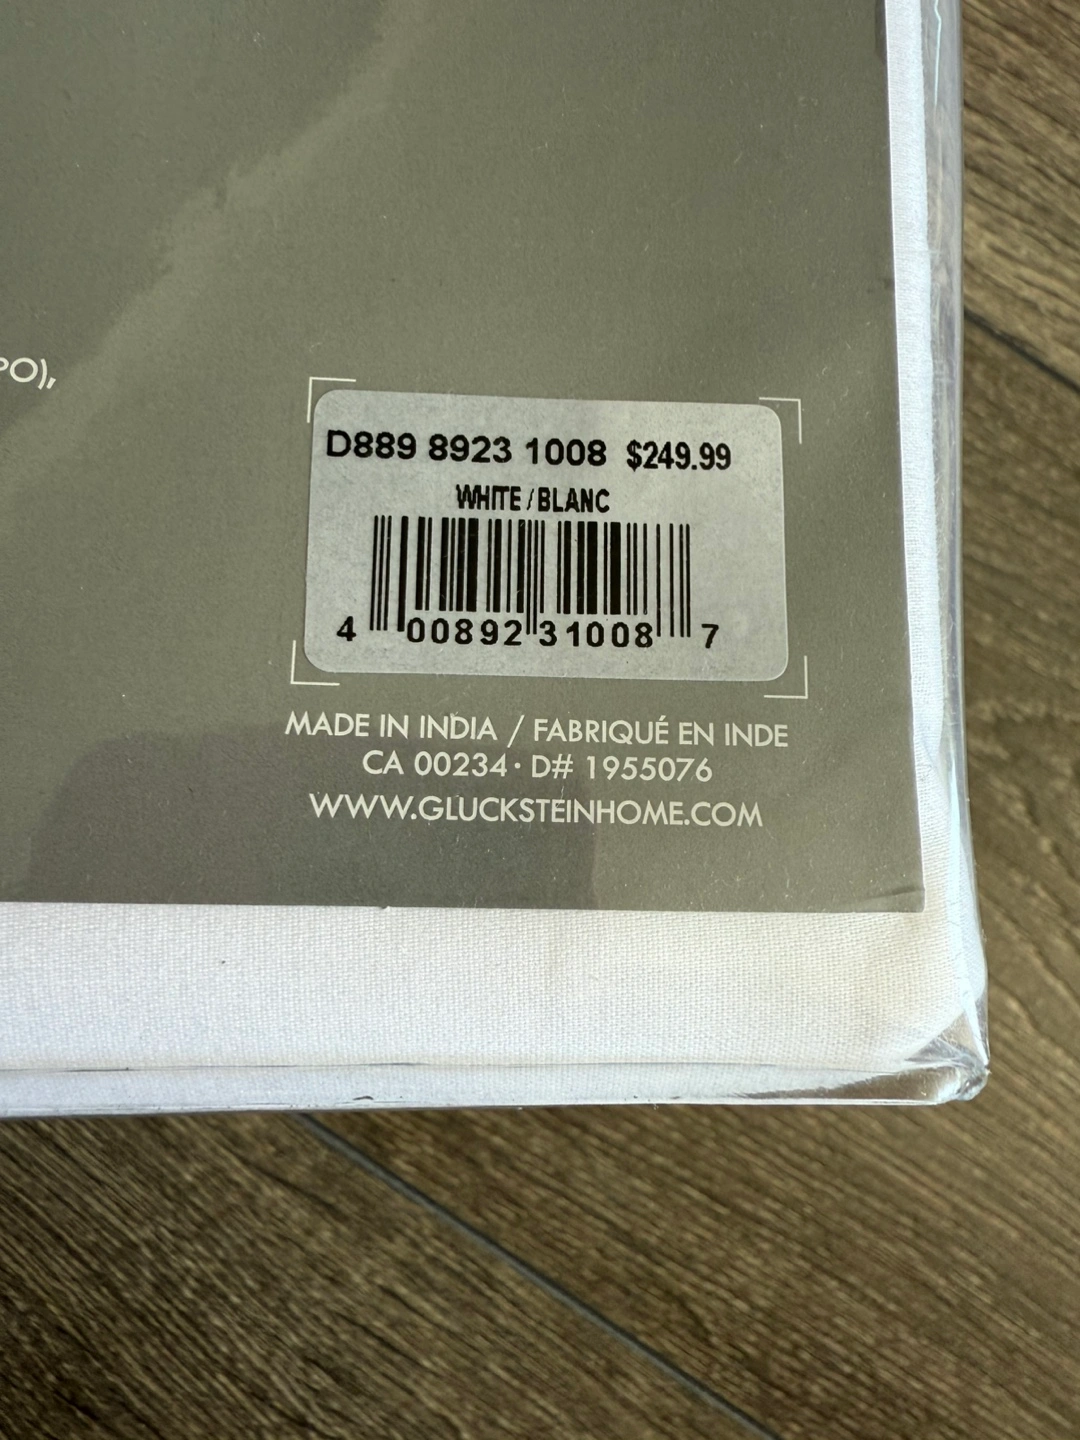 PO),
D889 8923 1008 $249.99
WHITE/BLANC
4 00892 31008 7
MADE IN INDIA / FABRIQUÉ EN INDE
CA 00234 · D# 1955076
WWW.GLUCKSTEINHOME.COM